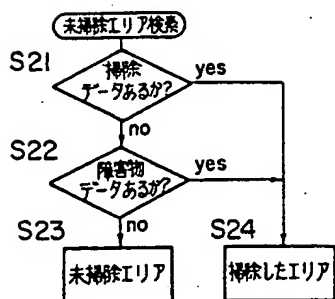 未掃除エリア検索
S21
掃除
データあるか?
yes
no
S22
障害物
データあるか?
yes
no
S23
S24
未掃除エリア
掃除したエリア